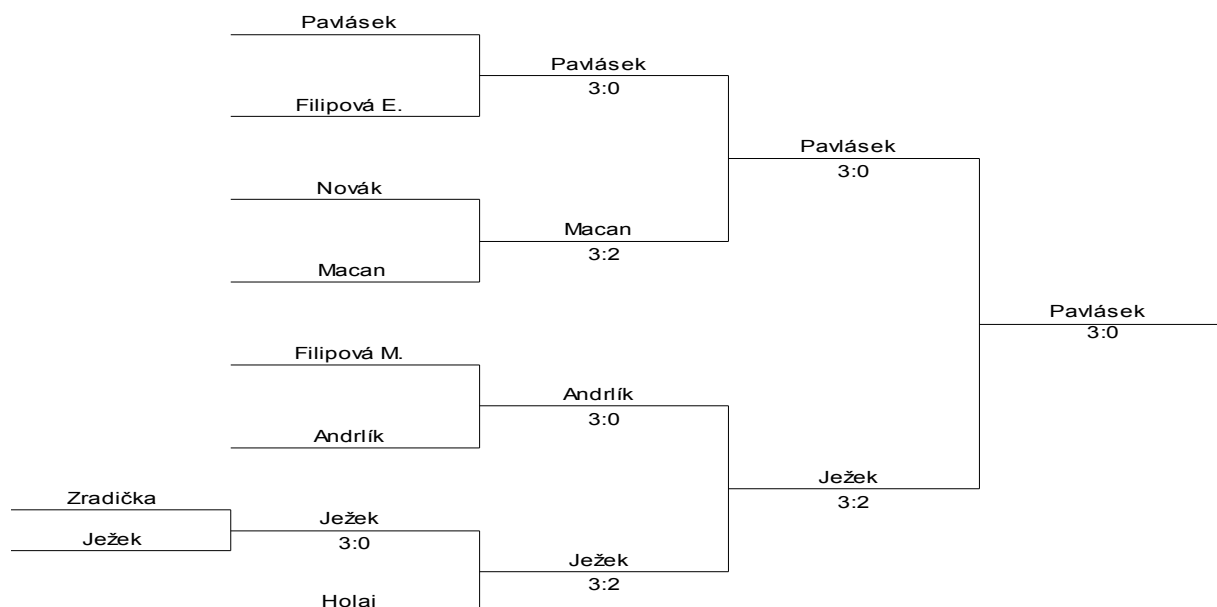 Pavlásek
Pavlásek
3:0
Filipová E.
Pavlásek
3:0
Novák
Macan
3:2
Macan
Pavlásek
3:0
Filipová M.
Andrlík
3:0
Andrlík
Ježek
3:2
Zradička
Ježek
3:0
Ježek
Ježek
3:2
Holaj